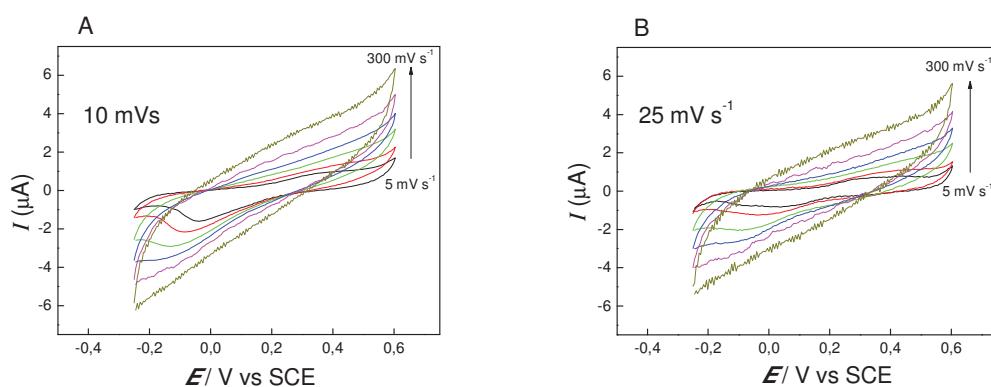 A
300 mV s⁻¹
10 mVs
5 mV s⁻¹
6
4
2
0
-2
-4
-6
I (µA)
-0,4 -0,2 0,0 0,2 0,4 0,6
E/ V vs SCE
B
300 mV s⁻¹
25 mV s⁻¹
5 mV s⁻¹
6
4
2
0
-2
-4
-6
I (µA)
-0,4 -0,2 0,0 0,2 0,4 0,6
E/ V vs SCE